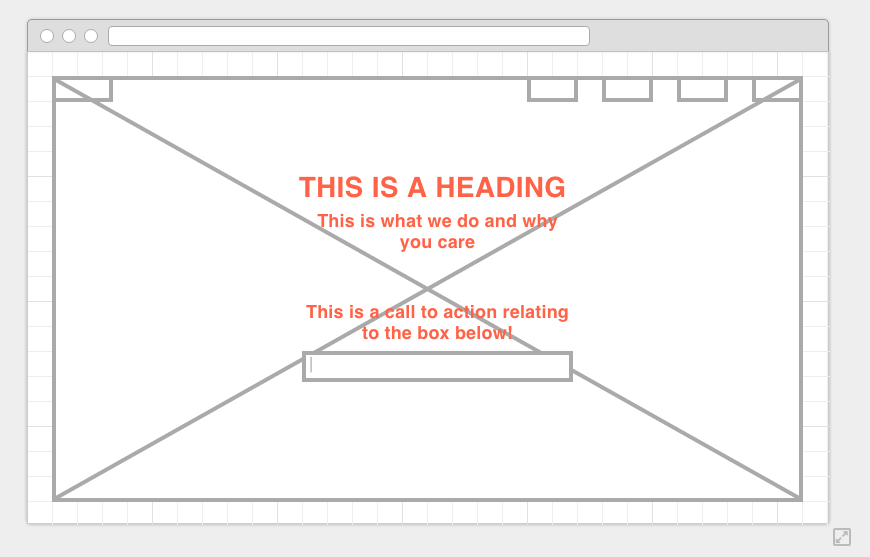 THIS IS A HEADING
This is what we do and why
you care
This is a call to action relating
to the box below!